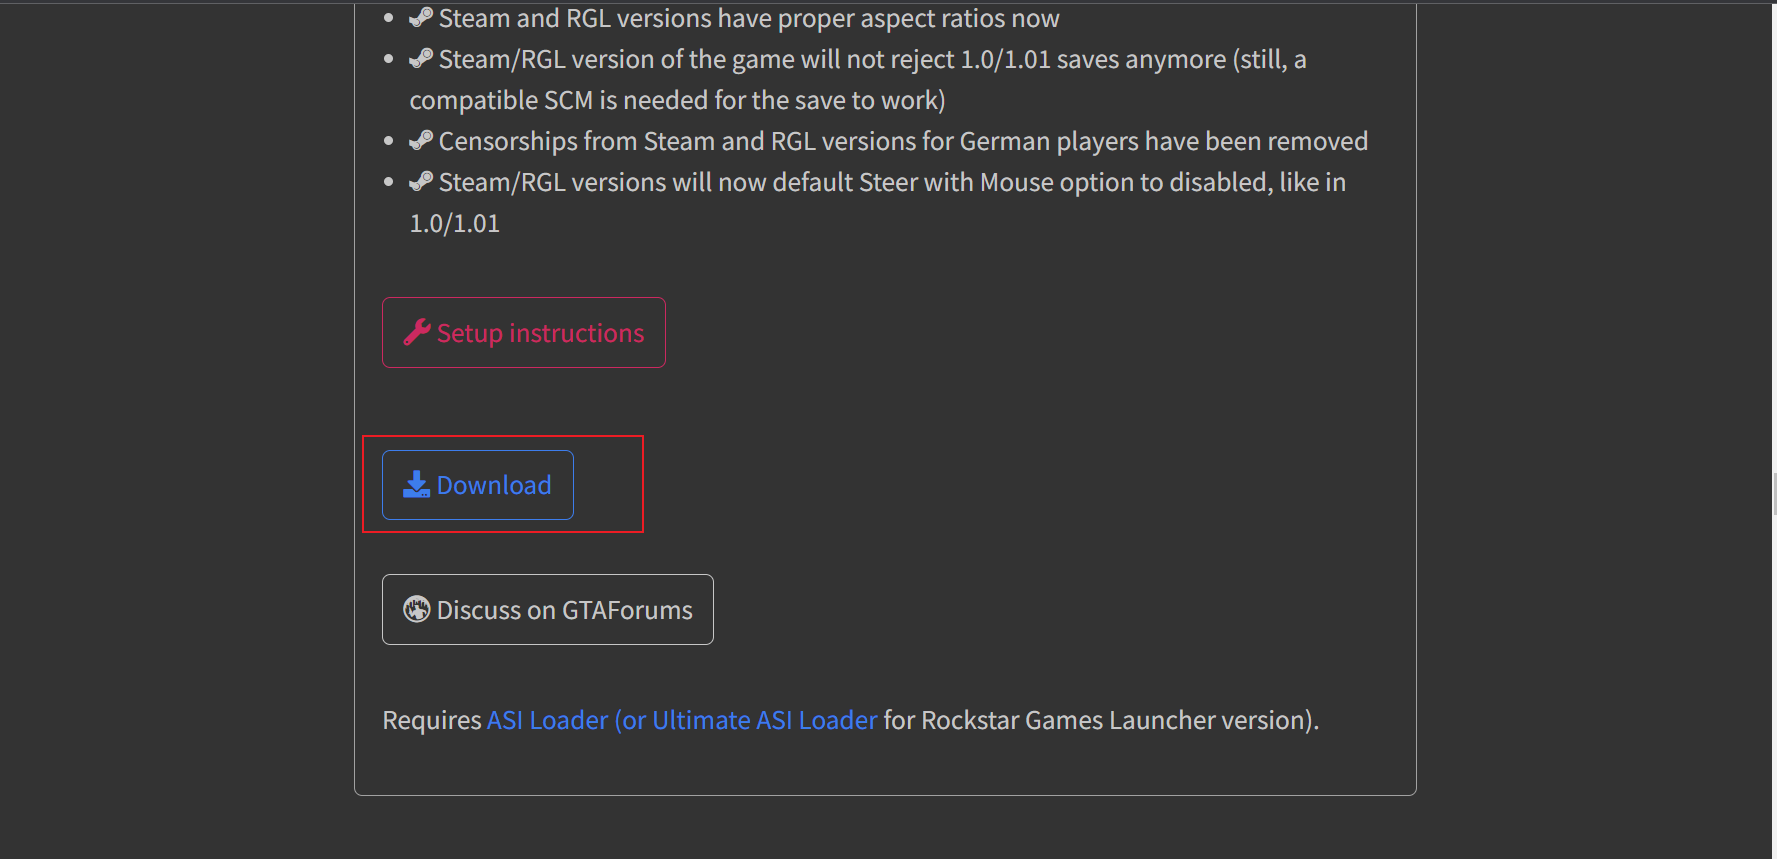 Steam and RGL versions have proper aspect ratios now
Steam/RGL version of the game will not reject 1.0/1.01 saves anymore (still, a
compatible SCM is needed for the save to work)
Censorships from Steam and RGL versions for German players have been removed
Steam/RGL versions will now default Steer with Mouse option to disabled, like in
1.0/1.01
Setup instructions
Download
Discuss on GTAForums
Requires ASI Loader (or Ultimate ASI Loader for Rockstar Games Launcher version).